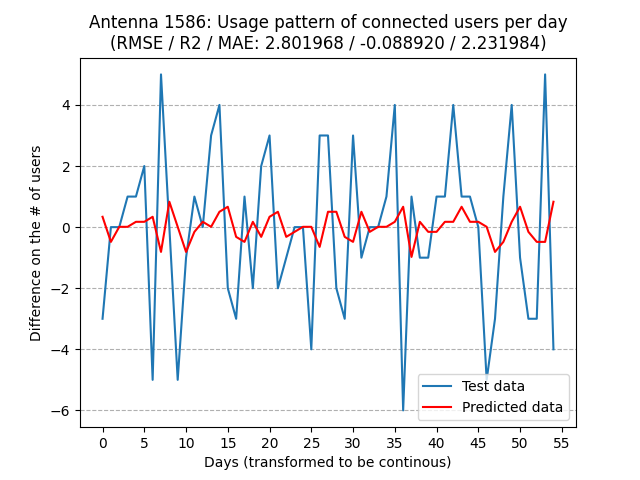 Antenna 1586: Usage pattern of connected users per day
(RMSE / R2 / MAE: 2.801968 / -0.088920 / 2.231984)
Difference on the # of users
4
2
0
−2
−4
−6
Test data
Predicted data
0 5 10 15 20 25 30 35 40 45 50 55
Days (transformed to be continous)